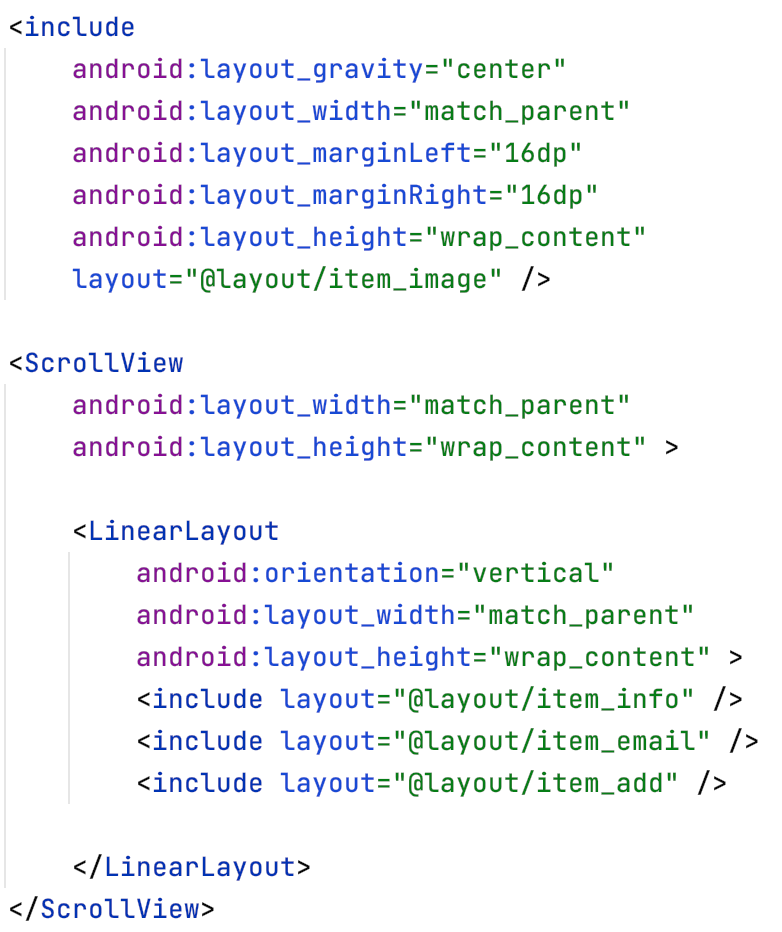 <include
android:layout_gravity="center"
android:layout_width="match_parent"
android:layout_marginLeft="16dp"
android:layout_marginRight="16dp"
android:layout_height="wrap_content"
layout="@layout/item_image" />
<ScrollView
android:layout_width="match_parent"
android:layout_height="wrap_content" >
<LinearLayout
android:orientation="vertical"
android:layout_width="match_parent"
android:layout_height="wrap_content" >
<include layout="@layout/item_info" />
<include layout="@layout/item_email" />
<include layout="@layout/item_add" />
</LinearLayout>
</ScrollView>